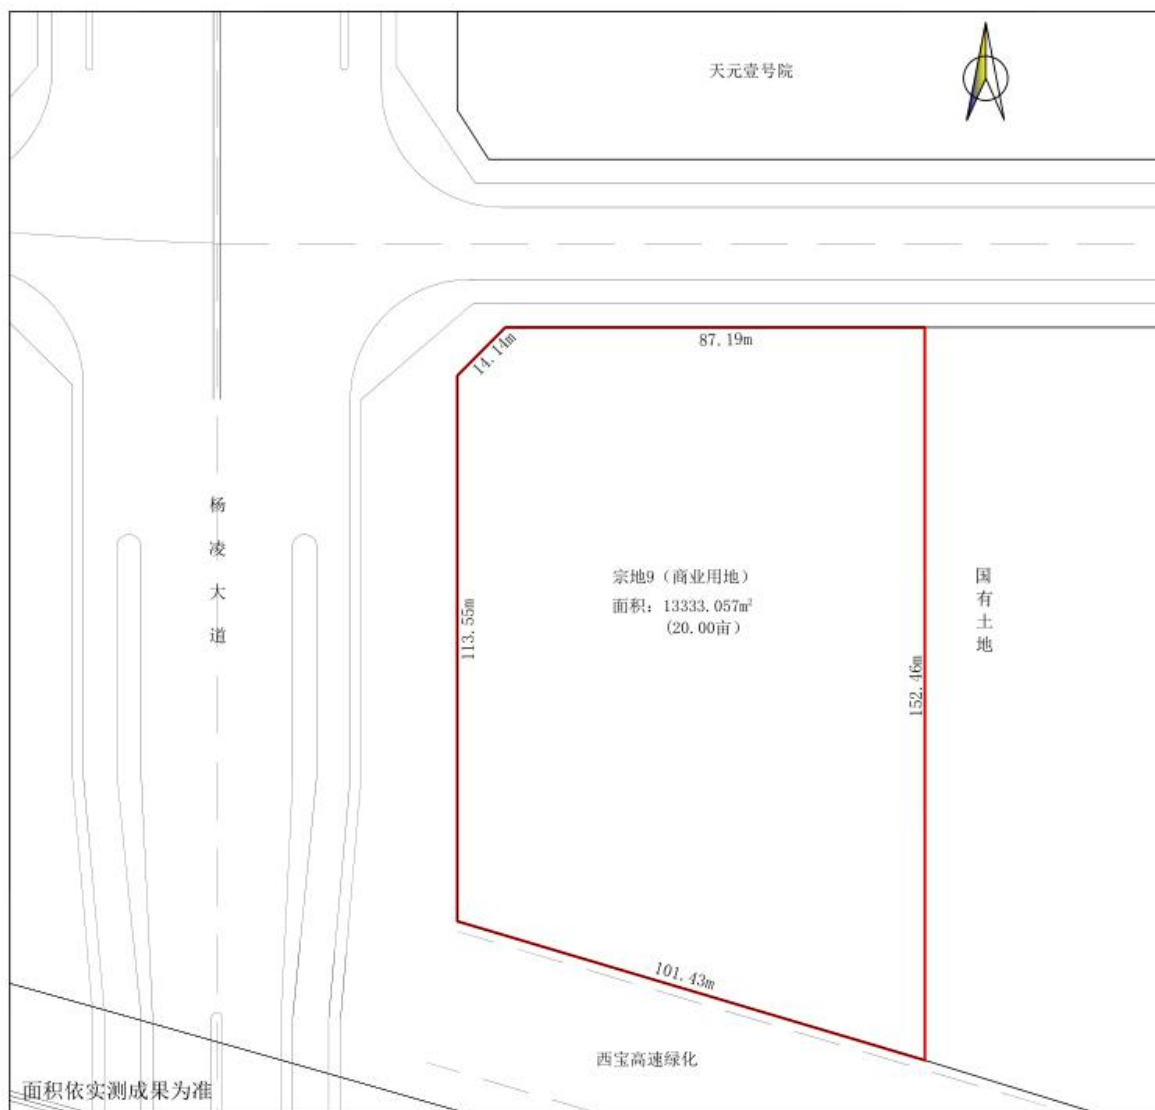 天元壹号院
14.14m
87.19m
杨凌大道
宗地9（商业用地）
面积：13333.057㎡
(20.00亩）
国有土地
113.55m
152.46m
101.43m
西宝高速绿化
面积依实测成果为准